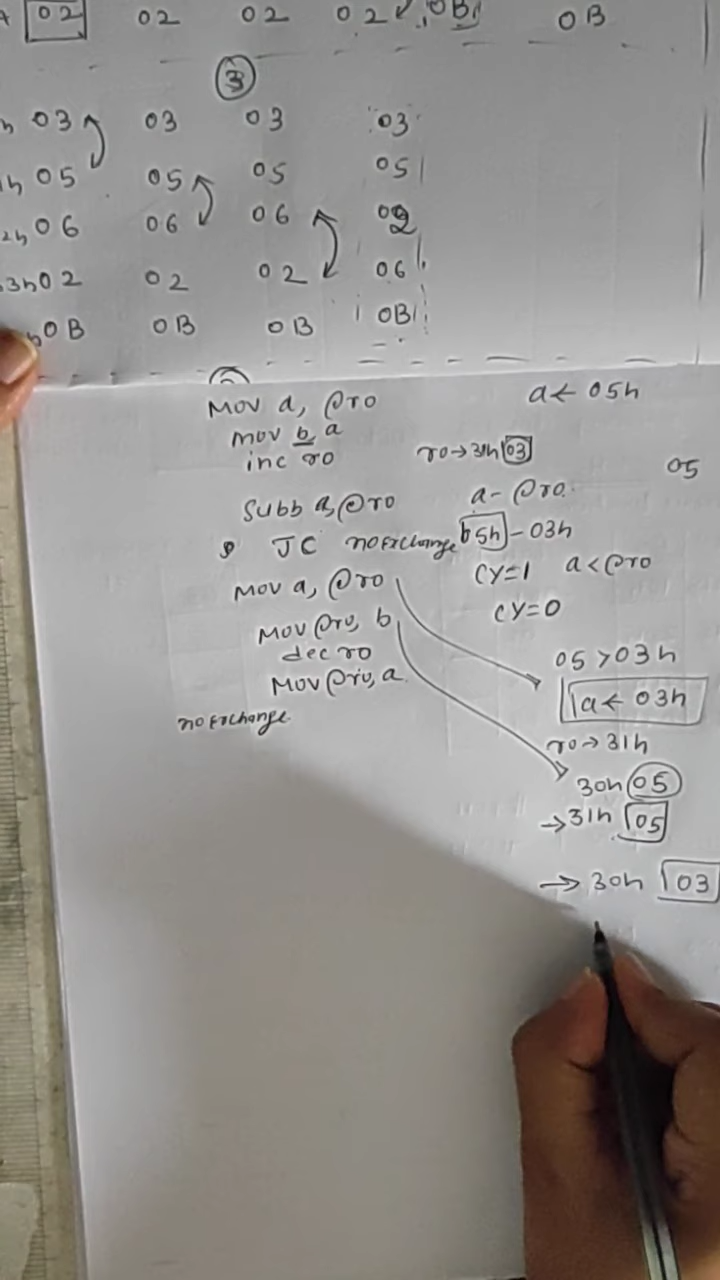 02 02 02 02 0B 0B
3
03 03 03 03
05 05 05 05
06 06 06 02
3h02 02 02 06
0B 0B 0B 0B
Mov a, @r0 a← 05h
mov b, a
inc r0 r0→31h 03 05
Subb a, @r0 a- @r0
JC noexchange 05h-03h
Mov a, @r0 CY=1 a<@r0
Mov @r0, b CY=0
dec r0 05>03h
Mov @r0, a a← 03h
noexchange r0→31h
30h 05
→31h 05
→30h 03